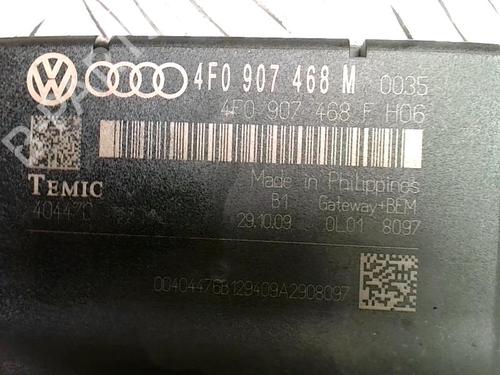 4F0 907 468 M 0035
4F0 907 468 F H06
TEMIC
Made in Philippines
B1 Gateway+BEM
29.10.09 0L01 8097
00404476B129409A2908097